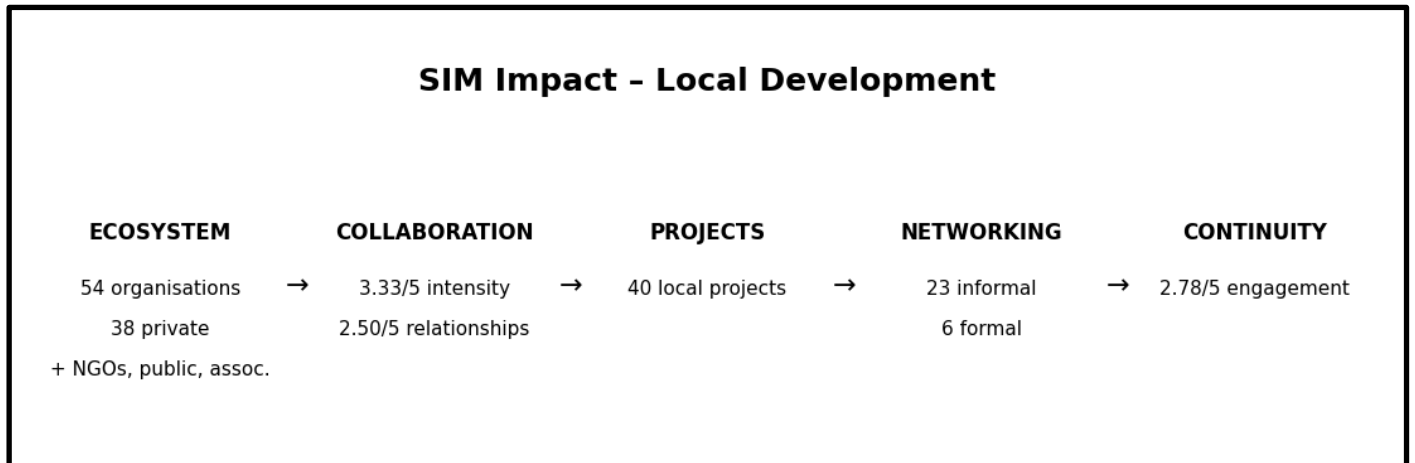 SIM Impact – Local Development
ECOSYSTEM
54 organisations
38 private
+ NGOs, public, assoc.
→
COLLABORATION
3.33/5 intensity
2.50/5 relationships
→
PROJECTS
40 local projects
→
NETWORKING
23 informal
6 formal
→
CONTINUITY
2.78/5 engagement